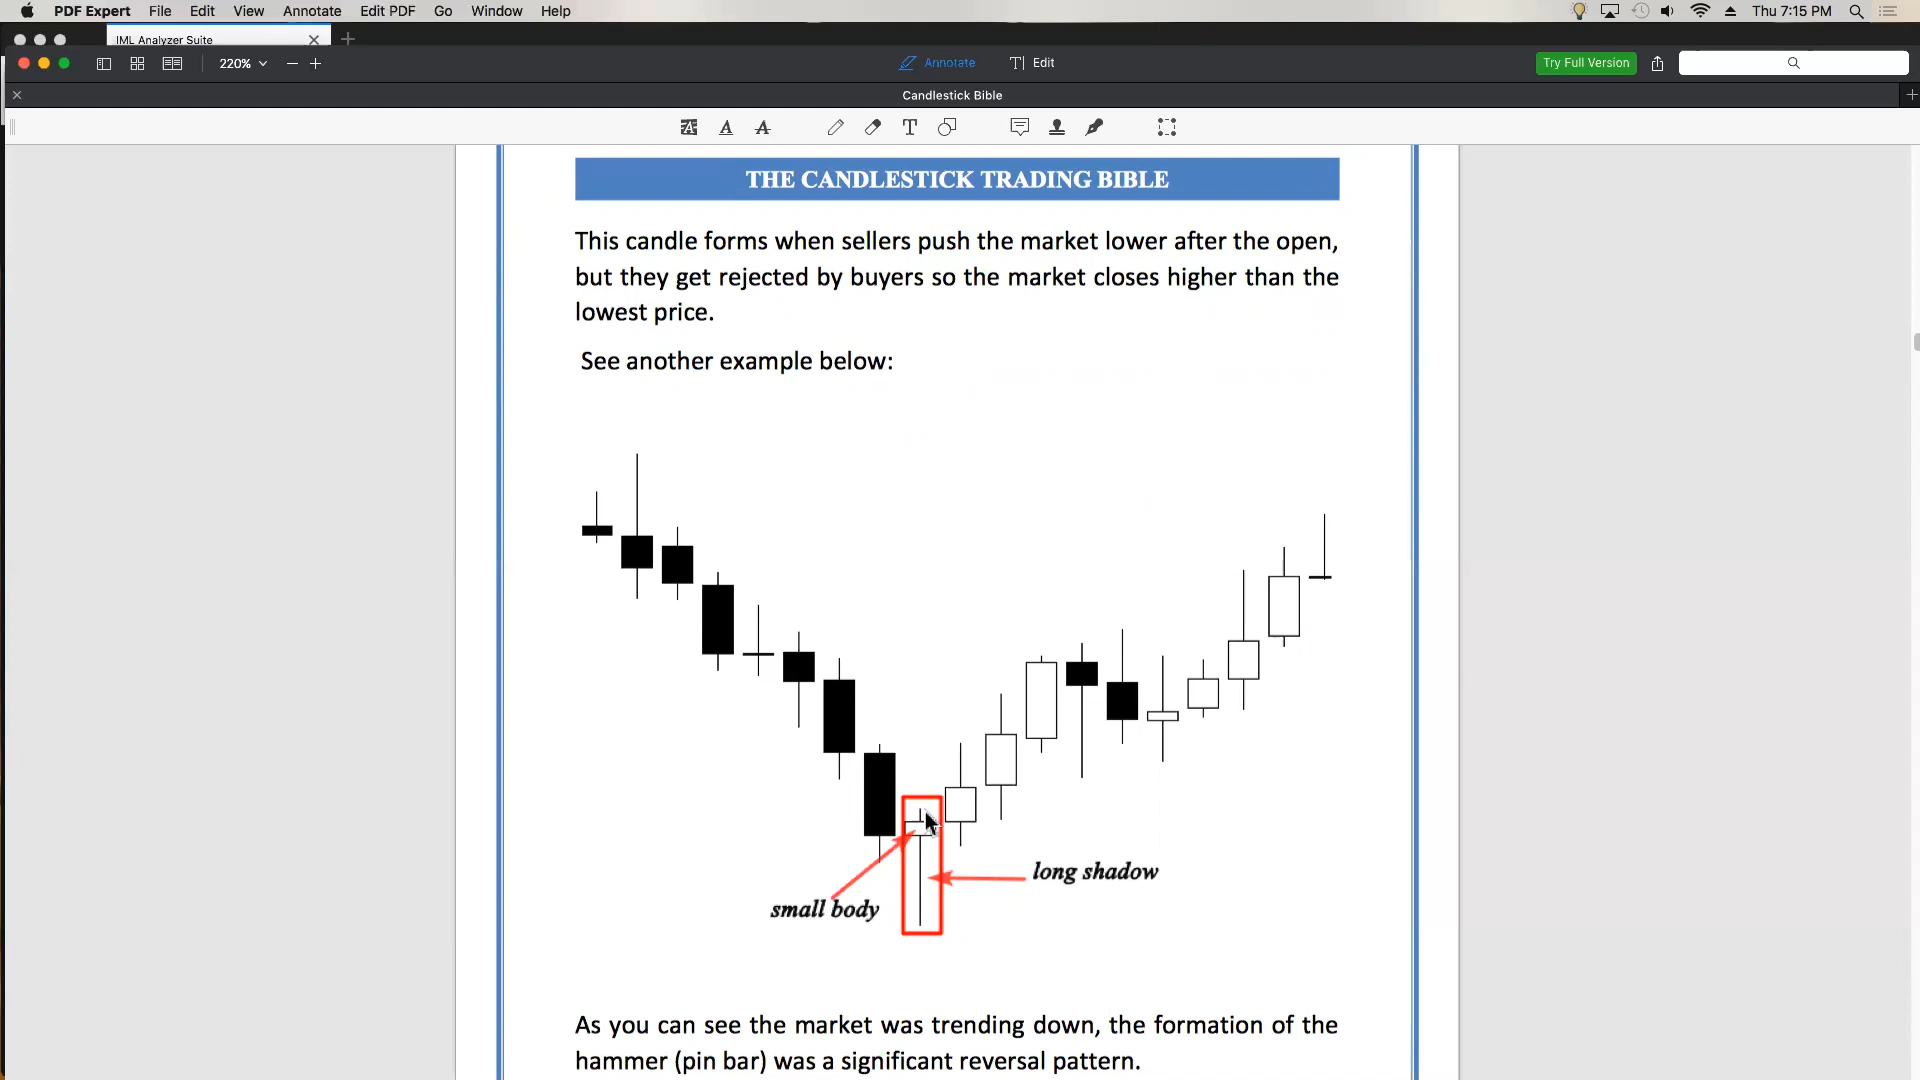 PDF Expert File Edit View Annotate Edit PDF Go Window Help Thu 7:15 PM
IML Analyzer Suite
220% Annotate T Edit Try Full Version
Candlestick Bible
A A A T
THE CANDLESTICK TRADING BIBLE
This candle forms when sellers push the market lower after the open,
but they get rejected by buyers so the market closes higher than the
lowest price.
See another example below:
long shadow
small body
As you can see the market was trending down, the formation of the
hammer (pin bar) was a significant reversal pattern.